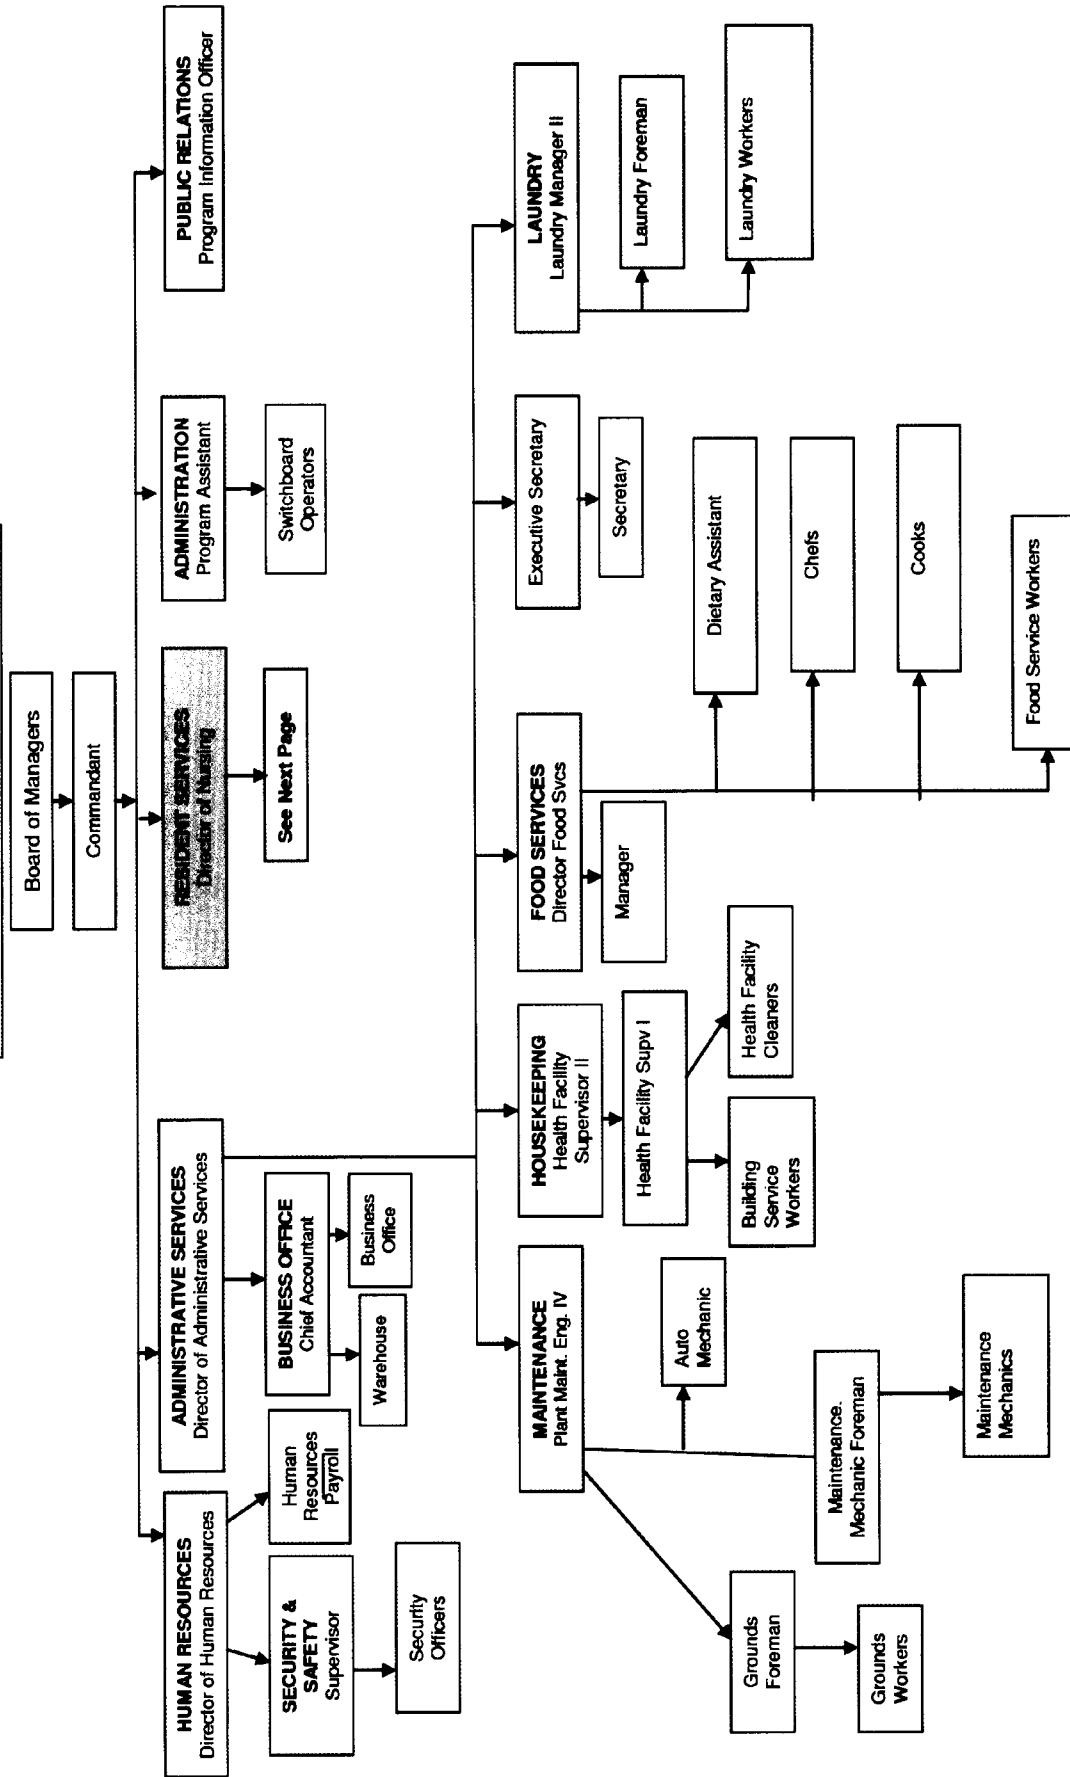 Board of Managers
Commandant
HUMAN RESOURCES
Director of Human Resources
ADMINISTRATIVE SERVICES
Director of Administrative Services
RESIDENT SERVICES
Director of Nursing
ADMINISTRATION
Program Assistant
PUBLIC RELATIONS
Program Information Officer
SECURITY &
SAFETY
Supervisor
Human
Resources
Payroll
BUSINESS OFFICE
Chief Accountant
See Next Page
Switchboard
Operators
Security
Officers
Warehouse
Business
Office
MAINTENANCE
Plant Maint. Eng. IV
HOUSEKEEPING
Health Facility
Supervisor II
FOOD SERVICES
Director Food Svcs
Executive Secretary
LAUNDRY
Laundry Manager II
Health Facility Supv I
Manager
Secretary
Laundry Foreman
Auto
Mechanic
Grounds
Foreman
Building
Service
Workers
Health Facility
Cleaners
Dietary Assistant
Laundry Workers
Maintenance.
Mechanic Foreman
Chefs
Grounds
Workers
Cooks
Maintenance
Mechanics
Food Service Workers